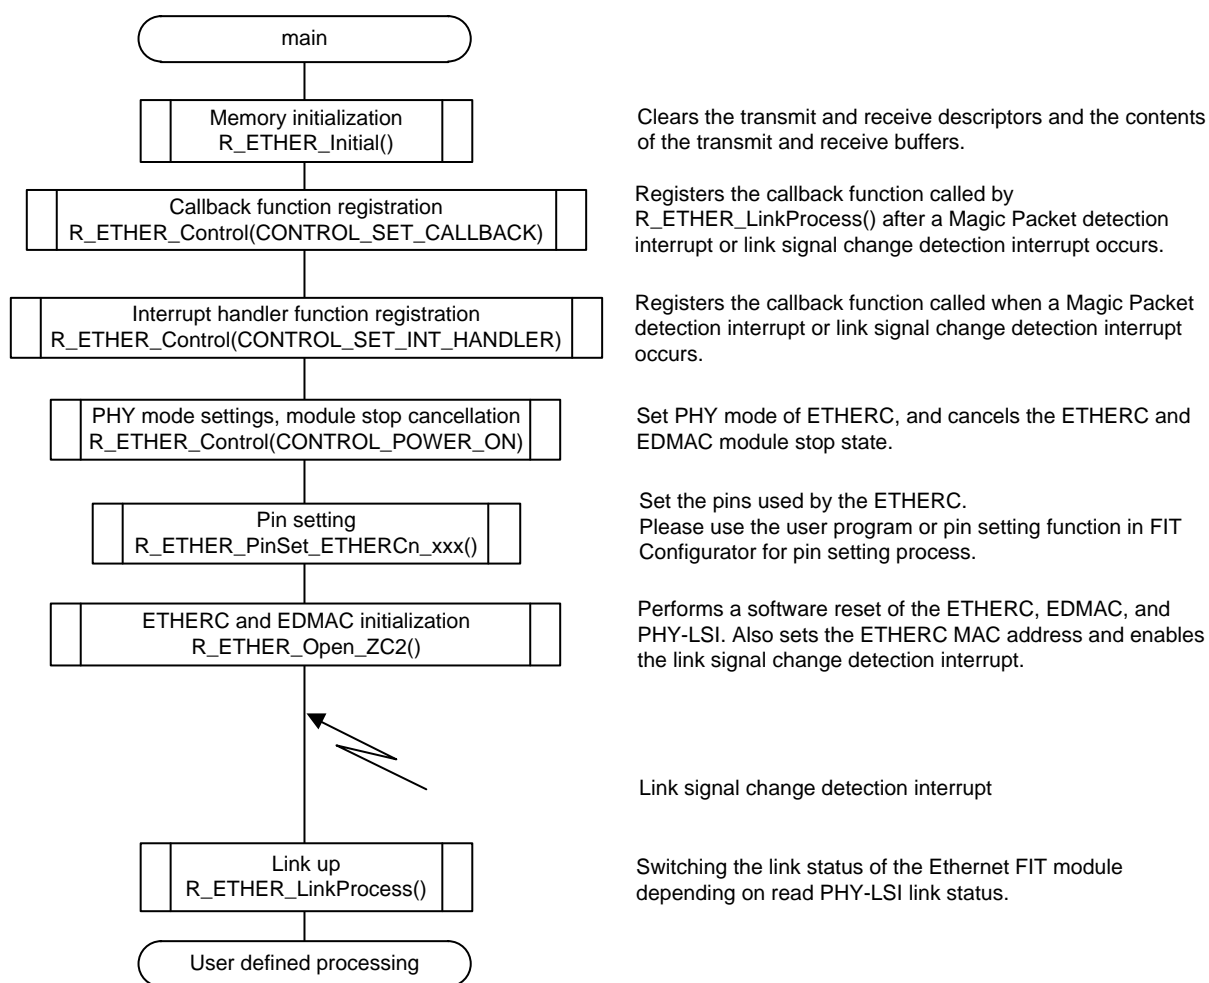 main
Memory initialization
R_ETHER_Initial()
Clears the transmit and receive descriptors and the contents
of the transmit and receive buffers.
Callback function registration
R_ETHER_Control(CONTROL_SET_CALLBACK)
Registers the callback function called by
R_ETHER_LinkProcess() after a Magic Packet detection
interrupt or link signal change detection interrupt occurs.
Interrupt handler function registration
R_ETHER_Control(CONTROL_SET_INT_HANDLER)
Registers the callback function called when a Magic Packet
detection interrupt or link signal change detection interrupt
occurs.
PHY mode settings, module stop cancellation
R_ETHER_Control(CONTROL_POWER_ON)
Set PHY mode of ETHERC, and cancels the ETHERC and
EDMAC module stop state.
Pin setting
R_ETHER_PinSet_ETHERCn_xxx()
Set the pins used by the ETHERC.
Please use the user program or pin setting function in FIT
Configurator for pin setting process.
ETHERC and EDMAC initialization
R_ETHER_Open_ZC2()
Performs a software reset of the ETHERC, EDMAC, and
PHY-LSI. Also sets the ETHERC MAC address and enables
the link signal change detection interrupt.
Link signal change detection interrupt
Link up
R_ETHER_LinkProcess()
Switching the link status of the Ethernet FIT module
depending on read PHY-LSI link status.
User defined processing